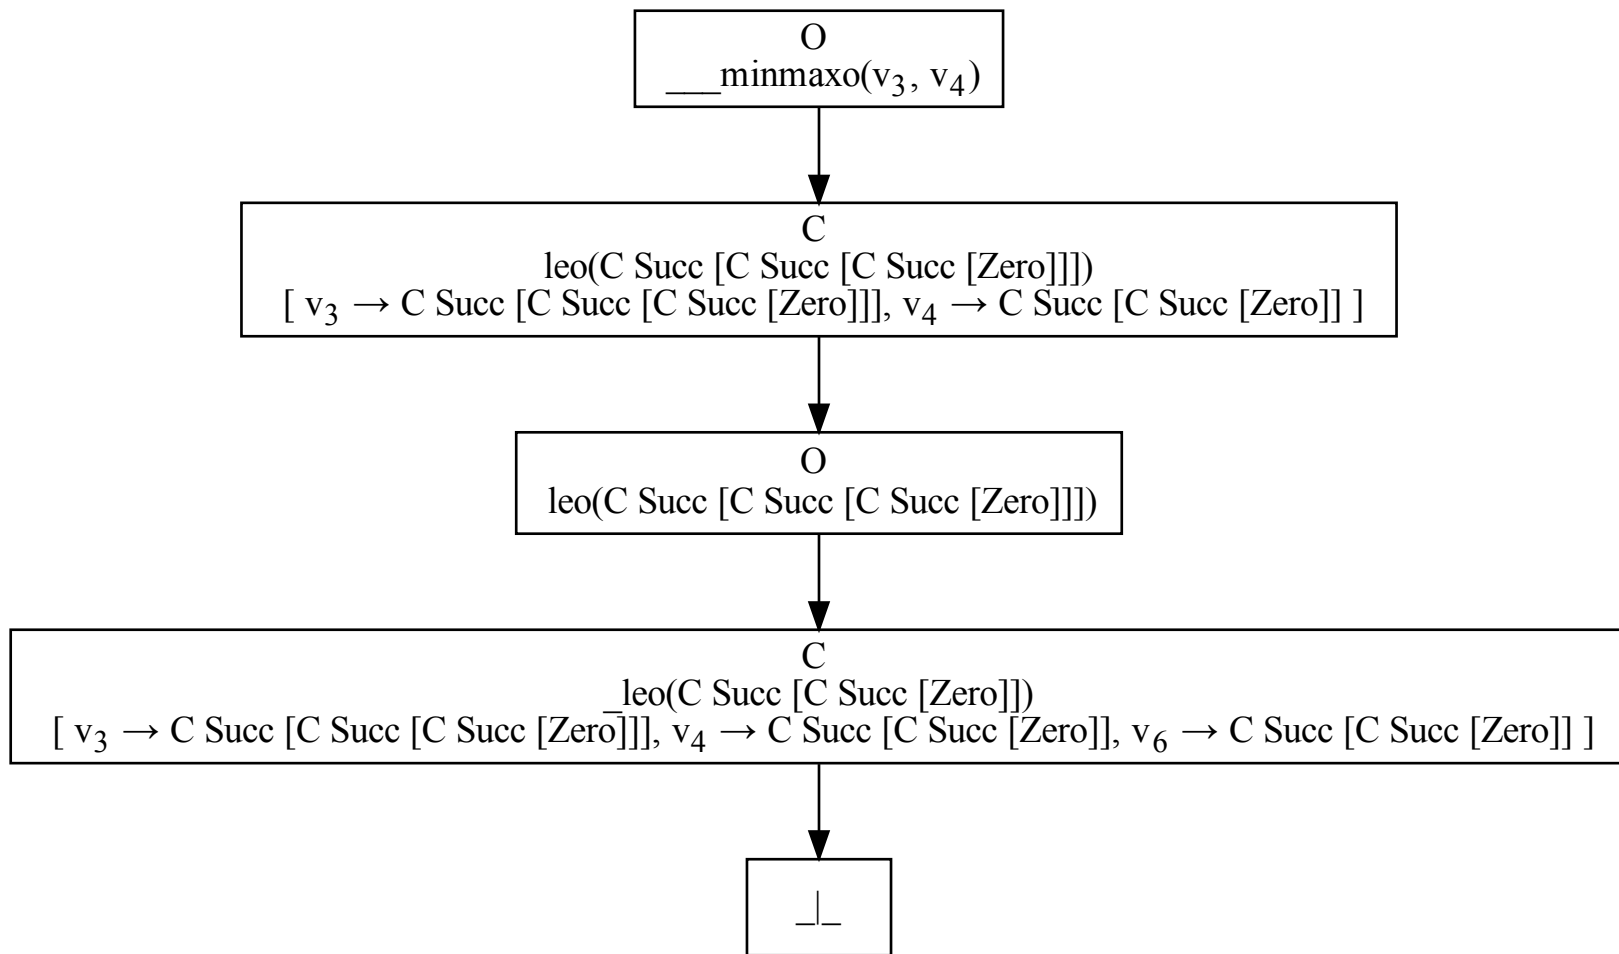 O
___minmaxo(v₃, v₄)
C
leo(C Succ [C Succ [C Succ [Zero]]])
[ v₃ → C Succ [C Succ [C Succ [Zero]]], v₄ → C Succ [C Succ [Zero]] ]
O
leo(C Succ [C Succ [C Succ [Zero]]])
C
_leo(C Succ [C Succ [Zero]])
[ v₃ → C Succ [C Succ [C Succ [Zero]]], v₄ → C Succ [C Succ [Zero]], v₆ → C Succ [C Succ [Zero]] ]
_|_